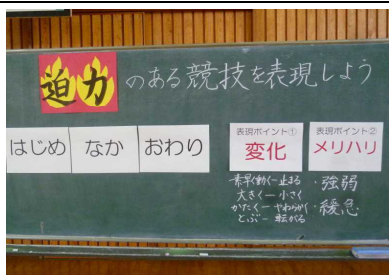 迫力のある競技を表現しよう
はじめ なか おわり
表現ポイント①
変化
素早く動く―止まる
大きく―小さく
かたく―やわらかく
とぶ―転がる
表現ポイント②
メリハリ
・強弱
・緩急